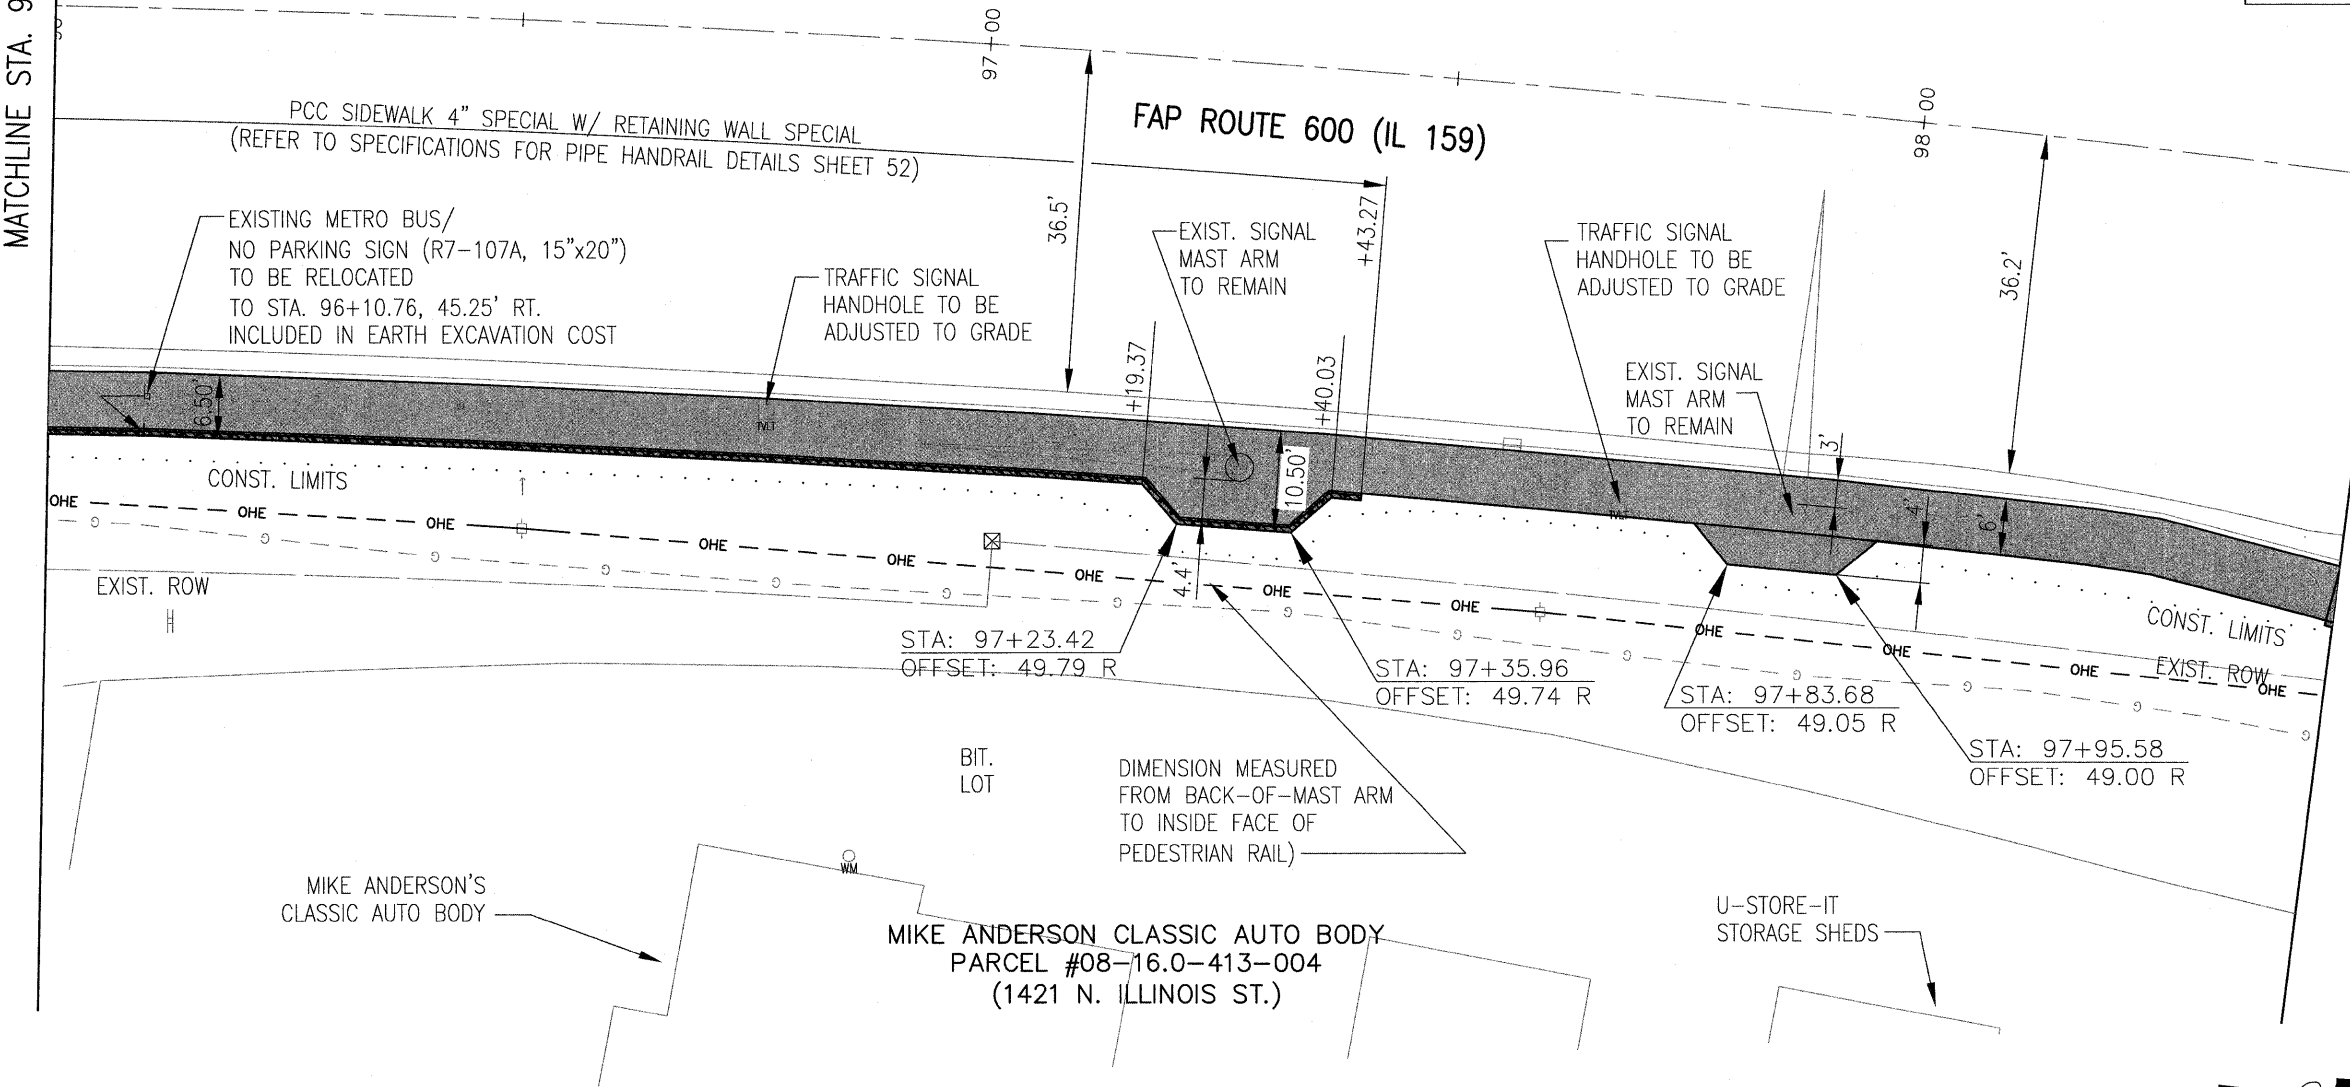 MATCHLINE STA. 9
97+00
98+00
FAP ROUTE 600 (IL 159)
PCC SIDEWALK 4" SPECIAL W/ RETAINING WALL SPECIAL
(REFER TO SPECIFICATIONS FOR PIPE HANDRAIL DETAILS SHEET 52)
36.5'
+43.27
36.2'
EXISTING METRO BUS/
NO PARKING SIGN (R7-107A, 15"x20")
TO BE RELOCATED
TO STA. 96+10.76, 45.25' RT.
INCLUDED IN EARTH EXCAVATION COST
TRAFFIC SIGNAL
HANDHOLE TO BE
ADJUSTED TO GRADE
EXIST. SIGNAL
MAST ARM
TO REMAIN
TRAFFIC SIGNAL
HANDHOLE TO BE
ADJUSTED TO GRADE
EXIST. SIGNAL
MAST ARM
TO REMAIN
+19.37
+40.03
6.50'
10.50'
3'
4'
6'
4.4'
CONST. LIMITS
OHE OHE OHE OHE OHE OHE OHE OHE OHE OHE OHE OHE
G G G G G G G G G G G G G G
EXIST. ROW
CONST. LIMITS
EXIST. ROW
STA: 97+23.42
OFFSET: 49.79 R
STA: 97+35.96
OFFSET: 49.74 R
STA: 97+83.68
OFFSET: 49.05 R
STA: 97+95.58
OFFSET: 49.00 R
BIT.
LOT
DIMENSION MEASURED
FROM BACK-OF-MAST ARM
TO INSIDE FACE OF
PEDESTRIAN RAIL)
WM
MIKE ANDERSON'S
CLASSIC AUTO BODY
MIKE ANDERSON CLASSIC AUTO BODY
PARCEL #08-16.0-413-004
(1421 N. ILLINOIS ST.)
U-STORE-IT
STORAGE SHEDS